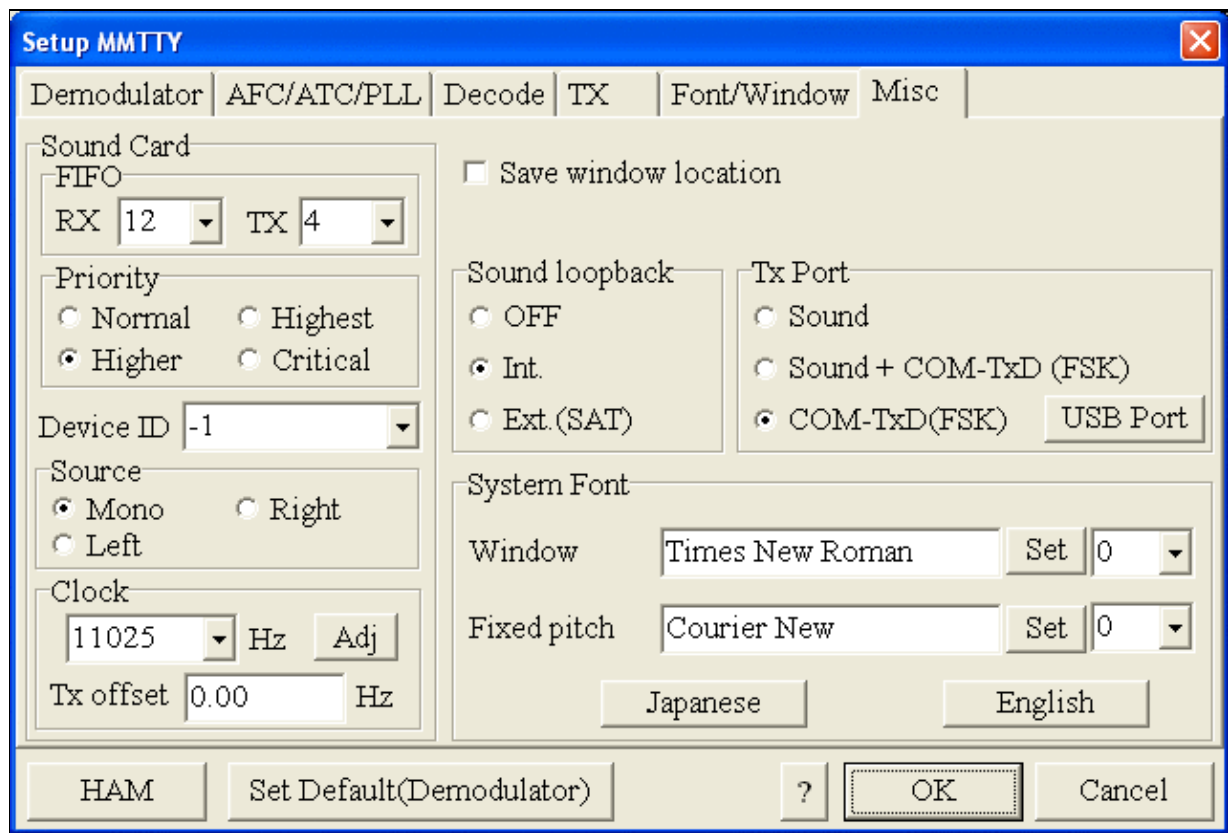 Setup MMTTY
Demodulator AFC/ATC/PLL Decode TX Font/Window Misc
Sound Card
FIFO
RX 12 TX 4
Priority
Normal Highest
Higher Critical
Device ID -1
Source
Mono Right
Left
Clock
11025 Hz Adj
Tx offset 0.00 Hz
Save window location
Sound loopback
OFF
Int.
Ext.(SAT)
Tx Port
Sound
Sound + COM-TxD (FSK)
COM-TxD(FSK) USB Port
System Font
Window Times New Roman Set 0
Fixed pitch Courier New Set 0
Japanese English
HAM Set Default(Demodulator) ? OK Cancel